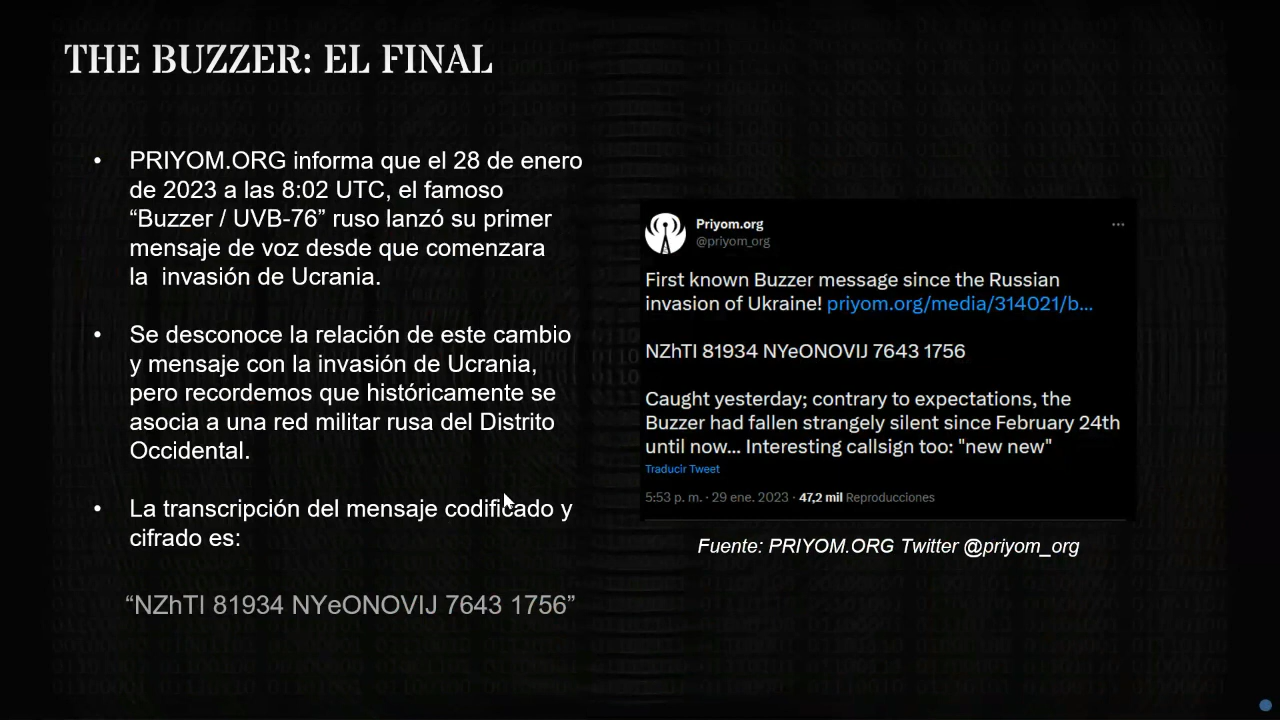 THE BUZZER: EL FINAL
• PRIYOM.ORG informa que el 28 de enero
de 2023 a las 8:02 UTC, el famoso
“Buzzer / UVB-76” ruso lanzó su primer
mensaje de voz desde que comenzara
la  invasión de Ucrania.
• Se desconoce la relación de este cambio
y mensaje con la invasión de Ucrania,
pero recordemos que históricamente se
asocia a una red militar rusa del Distrito
Occidental.
• La transcripción del mensaje codificado y
cifrado es:
“NZhTI 81934 NYeONOVIJ 7643 1756”
Priyom.org
@priyom_org
First known Buzzer message since the Russian
invasion of Ukraine! priyom.org/media/314021/b...
NZhTI 81934 NYeONOVIJ 7643 1756
Caught yesterday; contrary to expectations, the
Buzzer had fallen strangely silent since February 24th
until now... Interesting callsign too: "new new"
Traducir Tweet
5:53 p. m. · 29 ene. 2023 · 47,2 mil Reproducciones
Fuente: PRIYOM.ORG Twitter @priyom_org